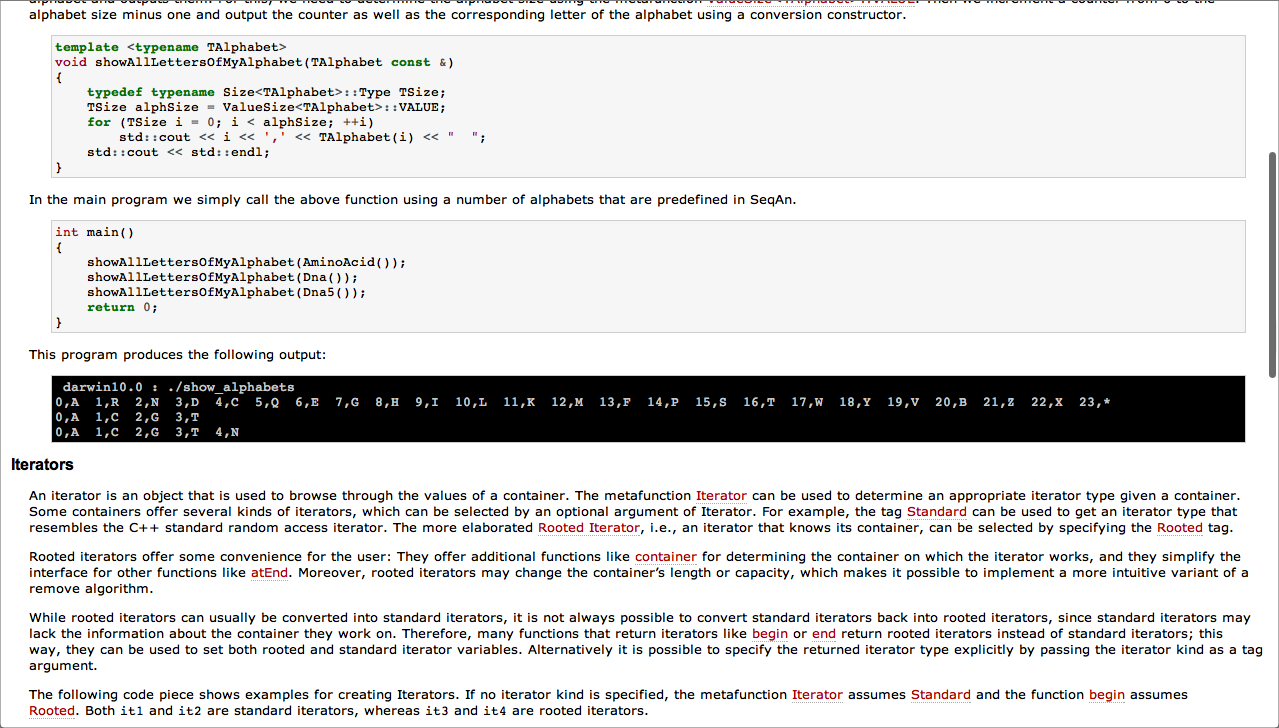 alphabet size minus one and output the counter as well as the corresponding letter of the alphabet using a conversion constructor.
template <typename TAlphabet>
void showAllLettersOfMyAlphabet(TAlphabet const &)
{
    typedef typename Size<TAlphabet>::Type TSize;
    TSize alphSize = ValueSize<TAlphabet>::VALUE;
    for (TSize i = 0; i < alphSize; ++i)
        std::cout << i << ',' << TAlphabet(i) << "  ";
    std::cout << std::endl;
}
In the main program we simply call the above function using a number of alphabets that are predefined in SeqAn.
int main()
{
    showAllLettersOfMyAlphabet(AminoAcid());
    showAllLettersOfMyAlphabet(Dna());
    showAllLettersOfMyAlphabet(Dna5());
    return 0;
}
This program produces the following output:
darwin10.0 : ./show_alphabets
0,A  1,R  2,N  3,D  4,C  5,Q  6,E  7,G  8,H  9,I  10,L  11,K  12,M  13,F  14,P  15,S  16,T  17,W  18,Y  19,V  20,B  21,Z  22,X  23,*
0,A  1,C  2,G  3,T
0,A  1,C  2,G  3,T  4,N
Iterators
An iterator is an object that is used to browse through the values of a container. The metafunction Iterator can be used to determine an appropriate iterator type given a container.
Some containers offer several kinds of iterators, which can be selected by an optional argument of Iterator. For example, the tag Standard can be used to get an iterator type that
resembles the C++ standard random access iterator. The more elaborated Rooted Iterator, i.e., an iterator that knows its container, can be selected by specifying the Rooted tag.
Rooted iterators offer some convenience for the user: They offer additional functions like container for determining the container on which the iterator works, and they simplify the
interface for other functions like atEnd. Moreover, rooted iterators may change the container's length or capacity, which makes it possible to implement a more intuitive variant of a
remove algorithm.
While rooted iterators can usually be converted into standard iterators, it is not always possible to convert standard iterators back into rooted iterators, since standard iterators may
lack the information about the container they work on. Therefore, many functions that return iterators like begin or end return rooted iterators instead of standard iterators; this
way, they can be used to set both rooted and standard iterator variables. Alternatively it is possible to specify the returned iterator type explicitly by passing the iterator kind as a tag
argument.
The following code piece shows examples for creating Iterators. If no iterator kind is specified, the metafunction Iterator assumes Standard and the function begin assumes
Rooted. Both it1 and it2 are standard iterators, whereas it3 and it4 are rooted iterators.